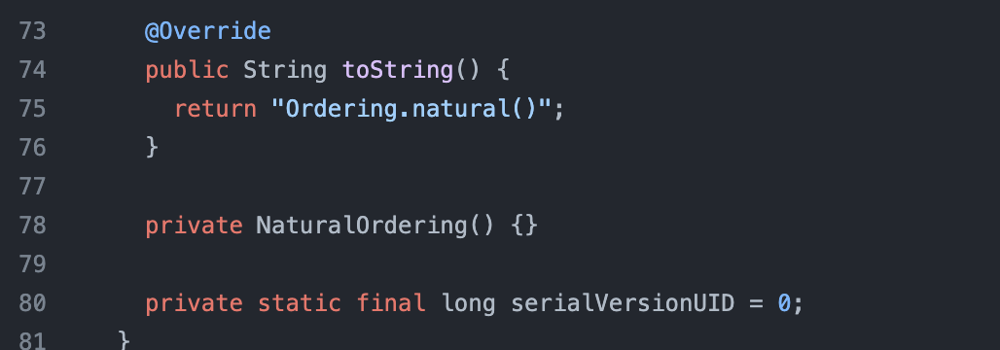 73 @Override
74 public String toString() {
75 return "Ordering.natural()";
76 }
77
78 private NaturalOrdering() {}
79
80 private static final long serialVersionUID = 0;
81 }